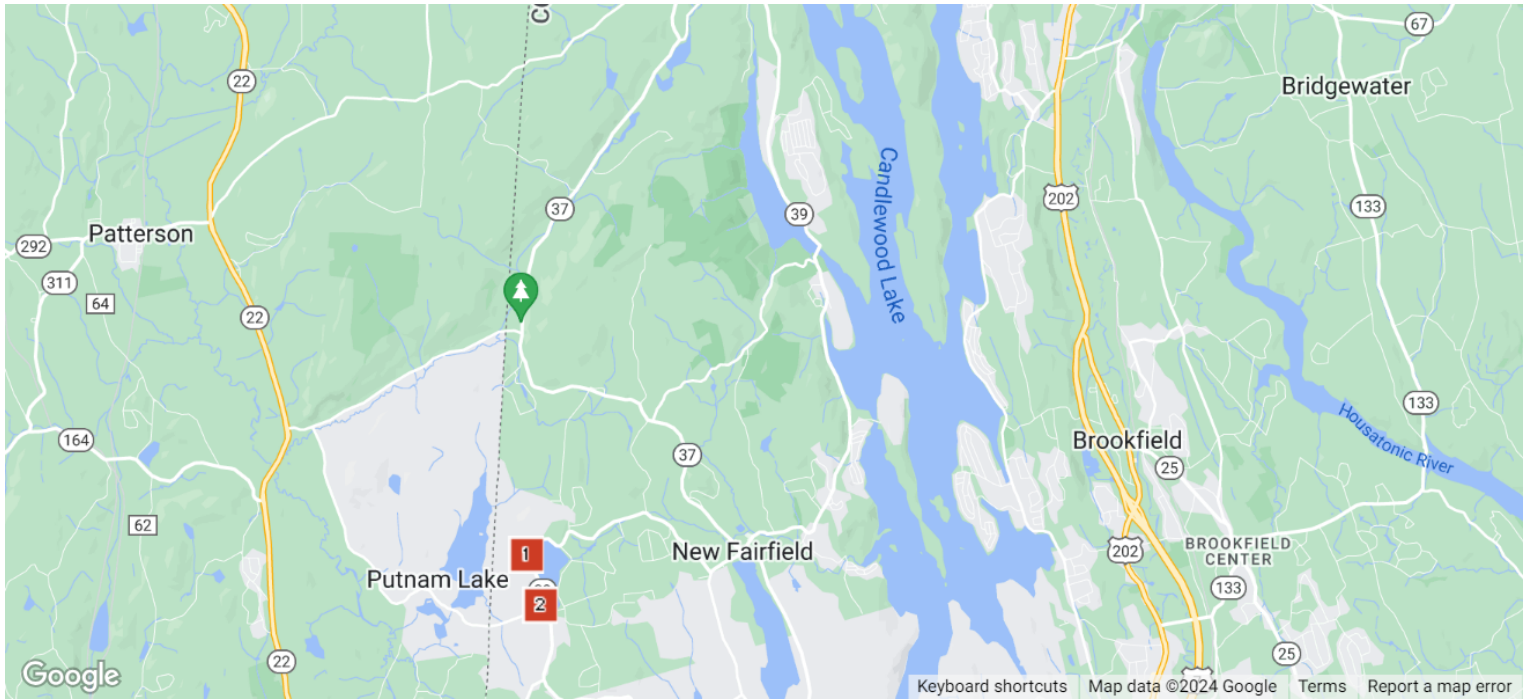 CO
22
67
Bridgewater
37
Candlewood Lake
202
133
39
292
Patterson
311
64
22
133
164
37
Brookfield
25
Housatonic River
62
1
New Fairfield
202
BROOKFIELD
CENTER
Putnam Lake
2
133
22
25
Google
Keyboard shortcuts
Map data ©2024 Google
Terms
Report a map error